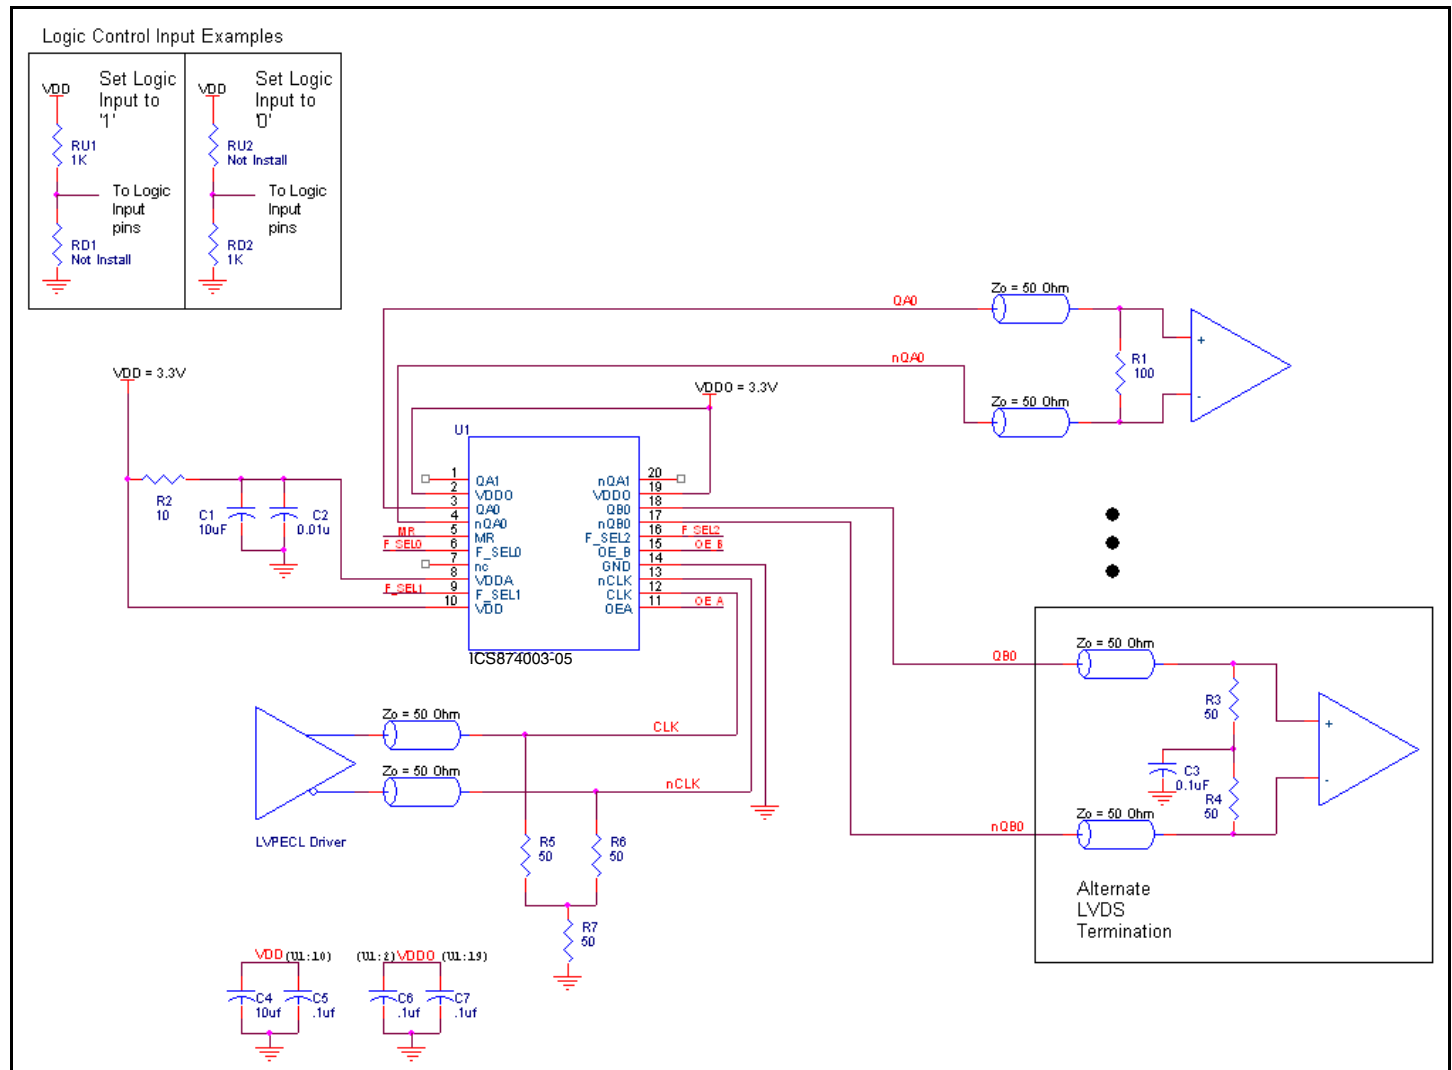 Logic Control Input Examples
VDD
Set Logic
Input to
'1'
RU1
1K
To Logic
Input
pins
RD1
Not Install
VDD
Set Logic
Input to
'0'
RU2
Not Install
To Logic
Input
pins
RD2
1K
QA0
Zo = 50 Ohm
nQA0
Zo = 50 Ohm
R1
100
+
-
VDD = 3.3V
VDDO = 3.3V
R2
10
C1
10uF
C2
0.01u
U1
1 QA1
2 VDDO
3 QA0
4 nQA0
MR 5 MR
F_SEL0 6 F_SEL0
7 nc
8 VDDA
F_SEL1 9 F_SEL1
10 VDD
nQA1 20
VDDO 19
QB0 18
nQB0 17
F_SEL2 16 F_SEL2
OE_B 15 OE_B
GND 14
nCLK 13
CLK 12
OEA 11 OE_A
ICS874003-05
Zo = 50 Ohm
CLK
Zo = 50 Ohm
nCLK
LVPECL Driver
R5
50
R6
50
R7
50
QB0
Zo = 50 Ohm
R3
50
C3
0.1uF
R4
50
+
-
nQB0
Zo = 50 Ohm
Alternate
LVDS
Termination
VDD (U1:10)
C4
10uf
C5
.1uf
(U1:2) VDDO (U1:19)
C6
.1uf
C7
.1uf